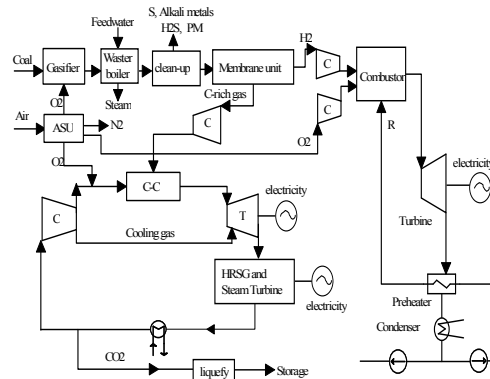 S, Alkali metals
Feedwater
H2S, PM
H2
Coal
Gasifier
Waster
boiler
clean-up
Membrane unit
C
Combustor
O2
Steam
C-rich gas
C
Air
ASU
N2
C
O2
R
O2
electricity
C-C
electricity
C
T
Turbine
Cooling gas
HRSG and
Steam Turbine
electricity
Preheater
Condenser
CO2
liquefy
Storage